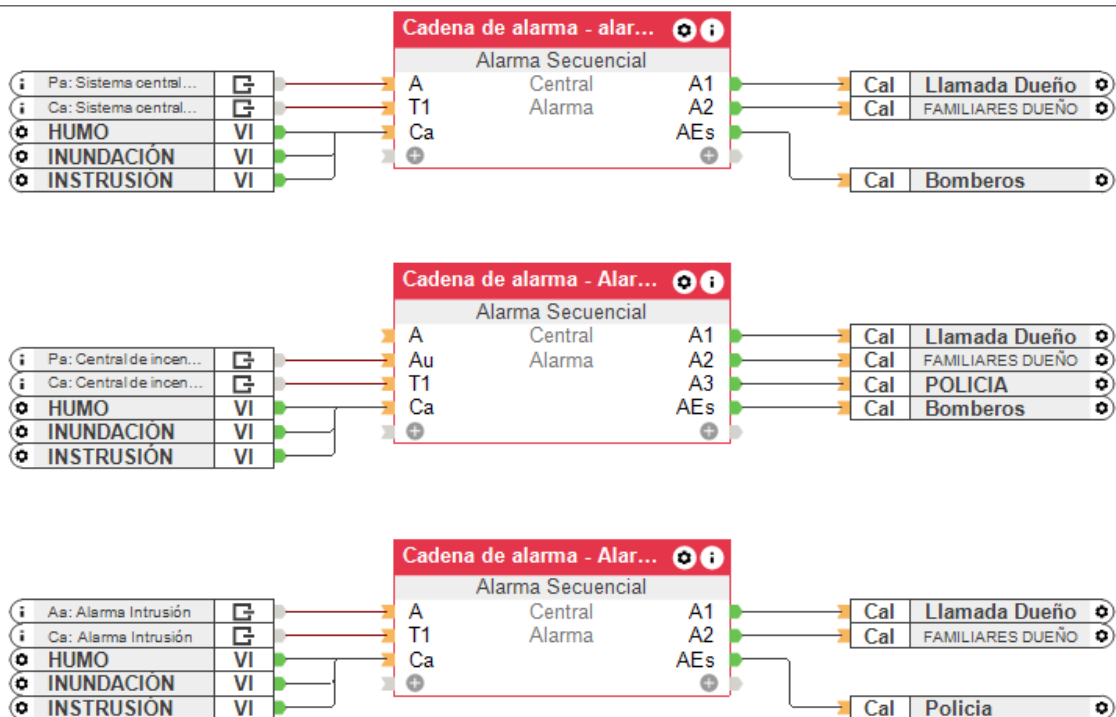 Cadena de alarma - alar...
Alarma Secuencial
Pa: Sistema central... A Central A1 Cal Llamada Dueño
Ca: Sistema central... T1 Alarma A2 Cal FAMILIARES DUEÑO
HUMO VI Ca AEs
INUNDACIÓN VI
INSTRUSIÓN VI Cal Bomberos
Cadena de alarma - Alar...
Alarma Secuencial
A Central A1 Cal Llamada Dueño
Pa: Central de incen... Au Alarma A2 Cal FAMILIARES DUEÑO
Ca: Central de incen... T1 A3 Cal POLICIA
HUMO VI Ca AEs Cal Bomberos
INUNDACIÓN VI
INSTRUSIÓN VI
Cadena de alarma - Alar...
Alarma Secuencial
Aa: Alarma Intrusión A Central A1 Cal Llamada Dueño
Ca: Alarma Intrusión T1 Alarma A2 Cal FAMILIARES DUEÑO
HUMO VI Ca AEs
INUNDACIÓN VI
INSTRUSIÓN VI Cal Policia